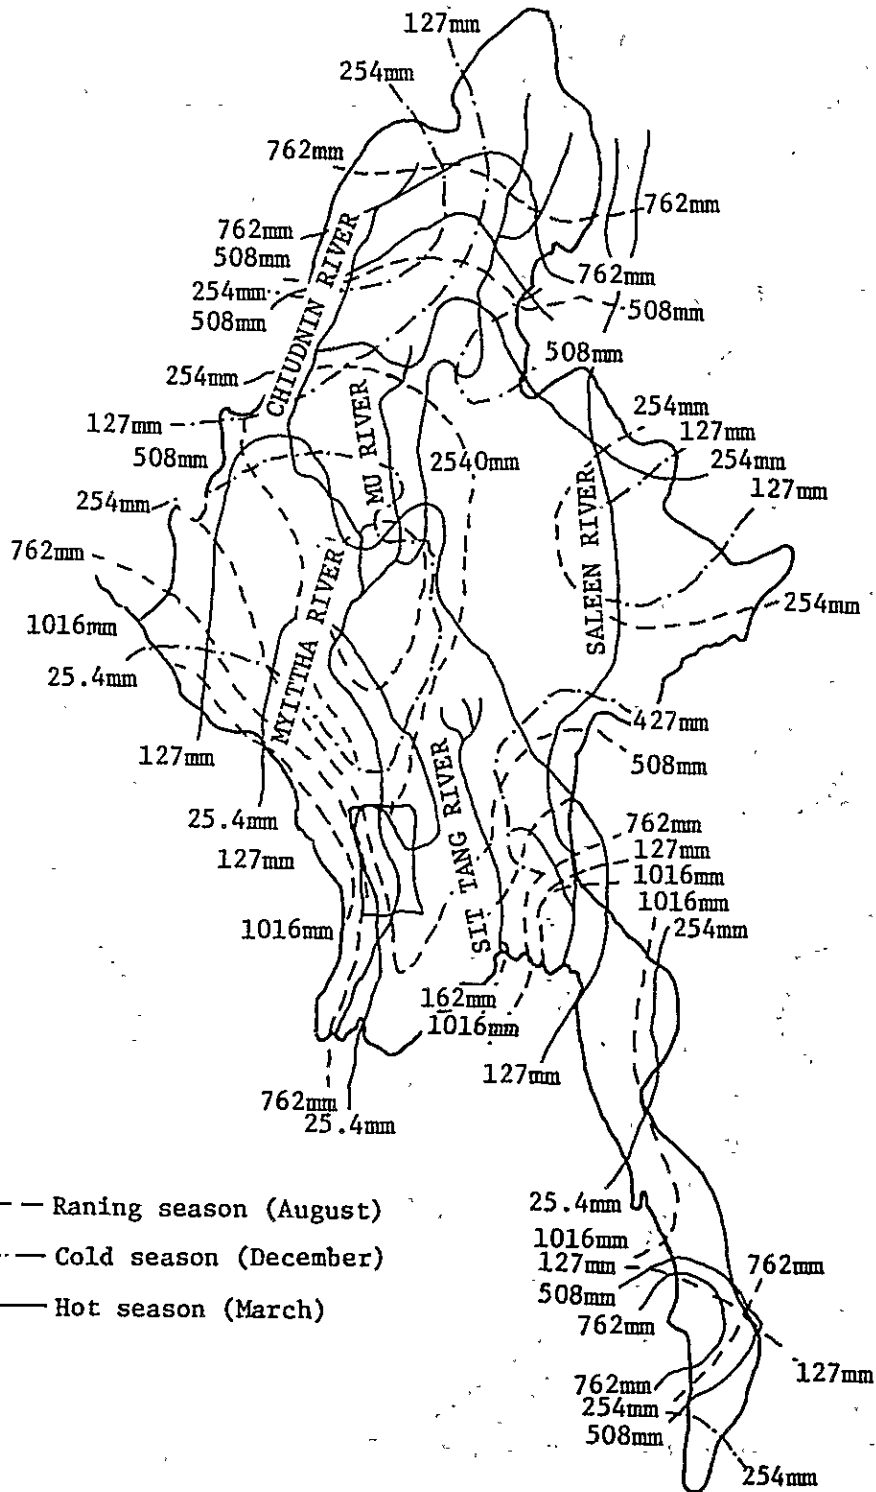 127mm
254mm
762mm
762mm
762mm
508mm
762mm
254mm
508mm
508mm
CHIUDNIN RIVER
508mm
254mm
254mm
127mm
127mm
508mm
MU RIVER
2540mm
254mm
254mm
127mm
SALEEN RIVER
762mm
254mm
1016mm
MYITTHA RIVER
25.4mm
427mm
127mm
508mm
SIT TANG RIVER
25.4mm
762mm
127mm
127mm
1016mm
1016mm
1016mm
254mm
162mm
1016mm
127mm
762mm
25.4mm
25.4mm
Raning season (August)
1016mm
Cold season (December)
127mm
762mm
508mm
Hot season (March)
762mm
127mm
762mm
254mm
508mm
254mm